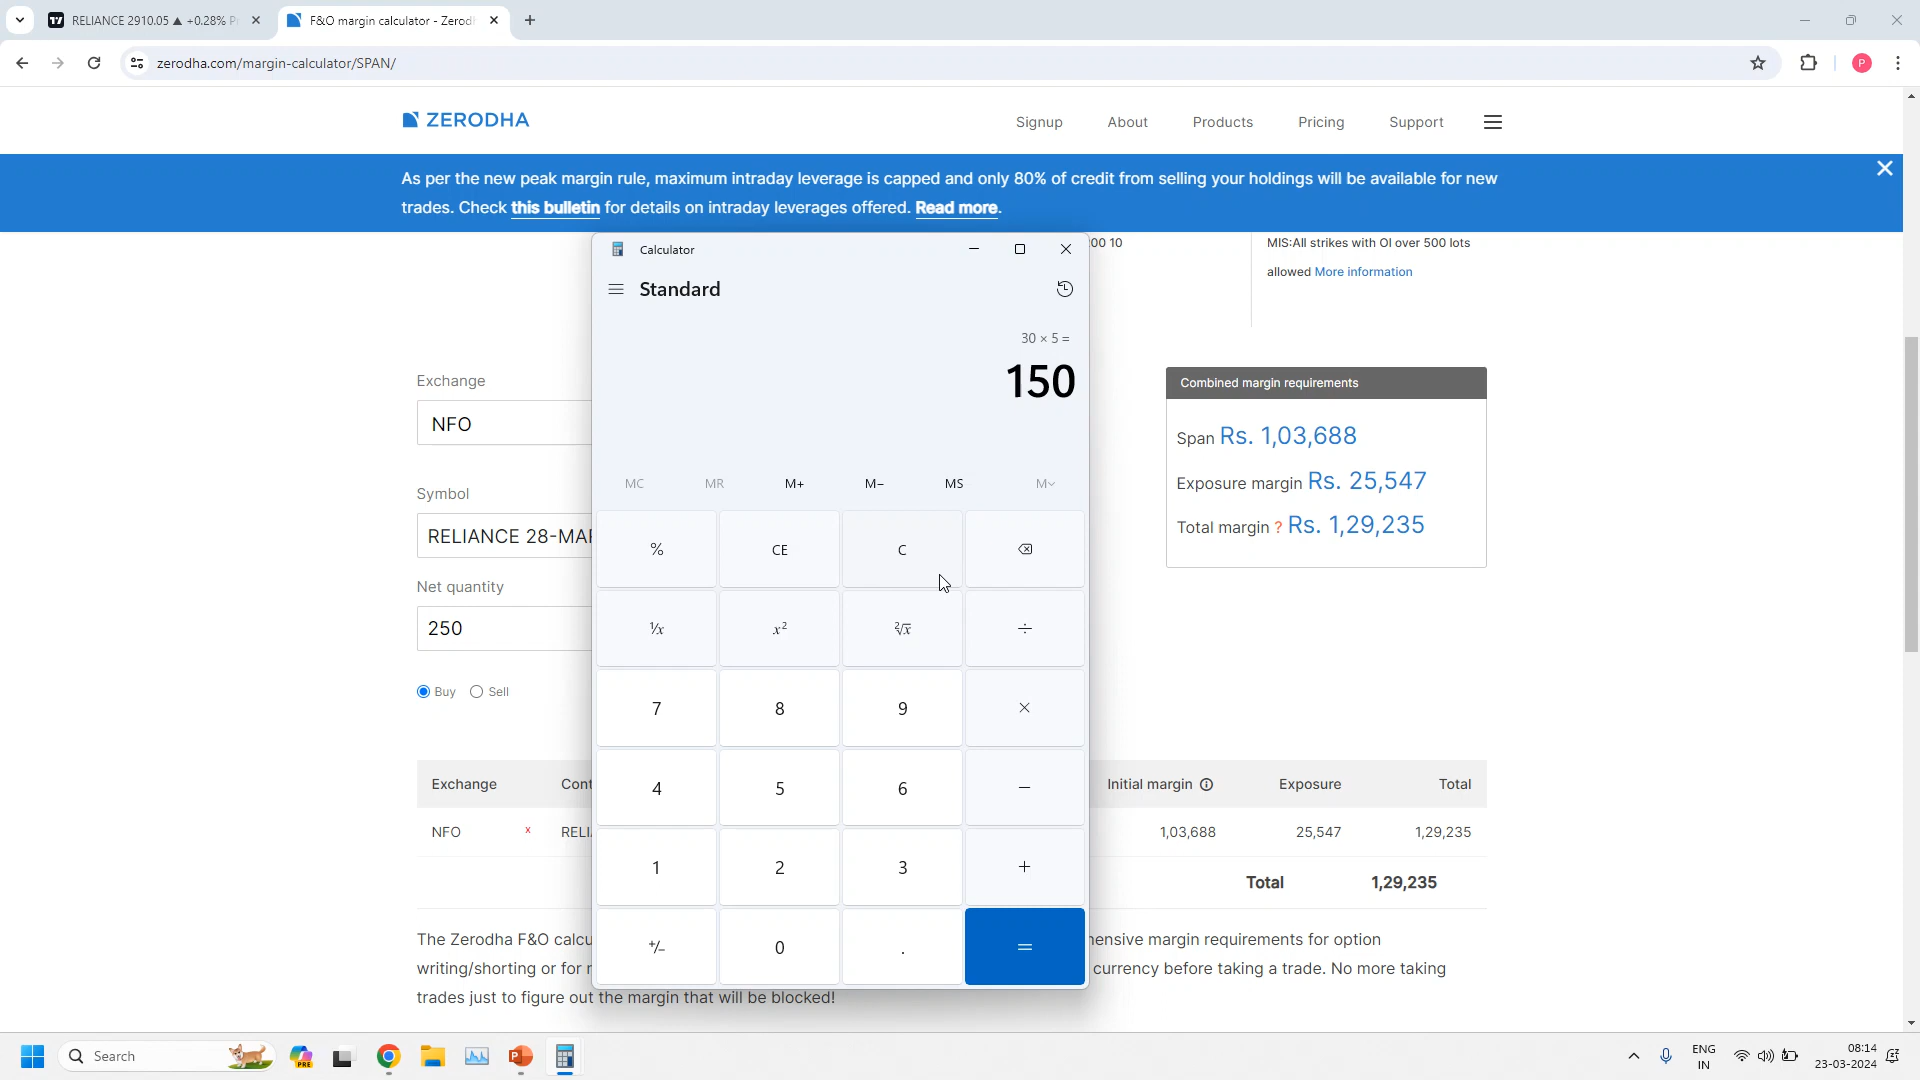 RELIANCE 2910.05 ▲ +0.28%
F&O margin calculator - Zerod
zerodha.com/margin-calculator/SPAN/
P
ZERODHA
Signup
About
Products
Pricing
Support
As per the new peak margin rule, maximum intraday leverage is capped and only 80% of credit from selling your holdings will be available for new
trades. Check this bulletin for details on intraday leverages offered. Read more.
00 10
MIS:All strikes with OI over 500 lots
allowed More information
Calculator
Standard
30 × 5 =
150
MC MR M+ M− MS M˅
% CE C
⅟x x² ²√x ÷
7 8 9 ×
4 5 6 −
1 2 3 +
+/− 0 . =
Exchange
NFO
Symbol
RELIANCE 28-MA
Net quantity
250
Buy Sell
Combined margin requirements
Span Rs. 1,03,688
Exposure margin Rs. 25,547
Total margin ? Rs. 1,29,235
Exchange Cont Initial margin Exposure Total
NFO x RELI 1,03,688 25,547 1,29,235
Total 1,29,235
The Zerodha F&O calcu hensive margin requirements for option
writing/shorting or for currency before taking a trade. No more taking
trades just to figure out the margin that will be blocked!
Search
PRE
P
ENG
IN
08:14
23-03-2024